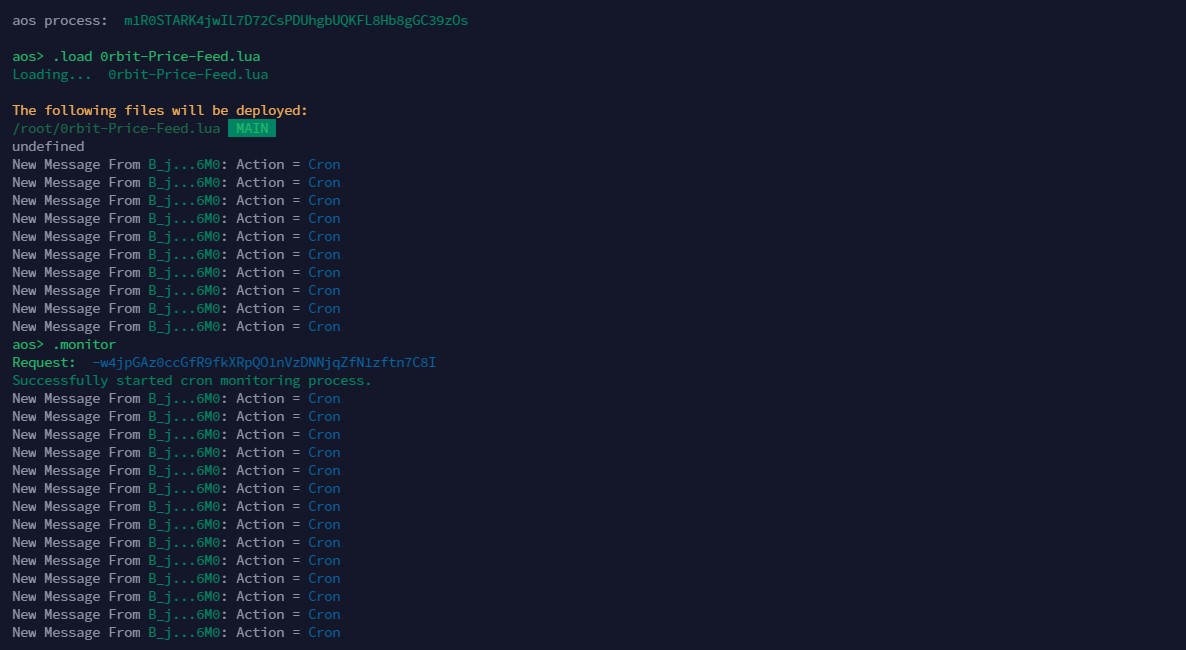 aos process:  m1R0STARK4jwIL7D72CsPDUhgbUQKFL8Hb8gGC39zOs
aos> .load 0rbit-Price-Feed.lua
Loading...  0rbit-Price-Feed.lua
The following files will be deployed:
/root/0rbit-Price-Feed.lua MAIN
undefined
New Message From B_j...6M0: Action = Cron
New Message From B_j...6M0: Action = Cron
New Message From B_j...6M0: Action = Cron
New Message From B_j...6M0: Action = Cron
New Message From B_j...6M0: Action = Cron
New Message From B_j...6M0: Action = Cron
New Message From B_j...6M0: Action = Cron
New Message From B_j...6M0: Action = Cron
New Message From B_j...6M0: Action = Cron
New Message From B_j...6M0: Action = Cron
aos> .monitor
Request:  -w4jpGAz0ccGfR9fkXRpQO1nVzDNNjqZfN1zftn7C8I
Successfully started cron monitoring process.
New Message From B_j...6M0: Action = Cron
New Message From B_j...6M0: Action = Cron
New Message From B_j...6M0: Action = Cron
New Message From B_j...6M0: Action = Cron
New Message From B_j...6M0: Action = Cron
New Message From B_j...6M0: Action = Cron
New Message From B_j...6M0: Action = Cron
New Message From B_j...6M0: Action = Cron
New Message From B_j...6M0: Action = Cron
New Message From B_j...6M0: Action = Cron
New Message From B_j...6M0: Action = Cron
New Message From B_j...6M0: Action = Cron
New Message From B_j...6M0: Action = Cron
New Message From B_j...6M0: Action = Cron